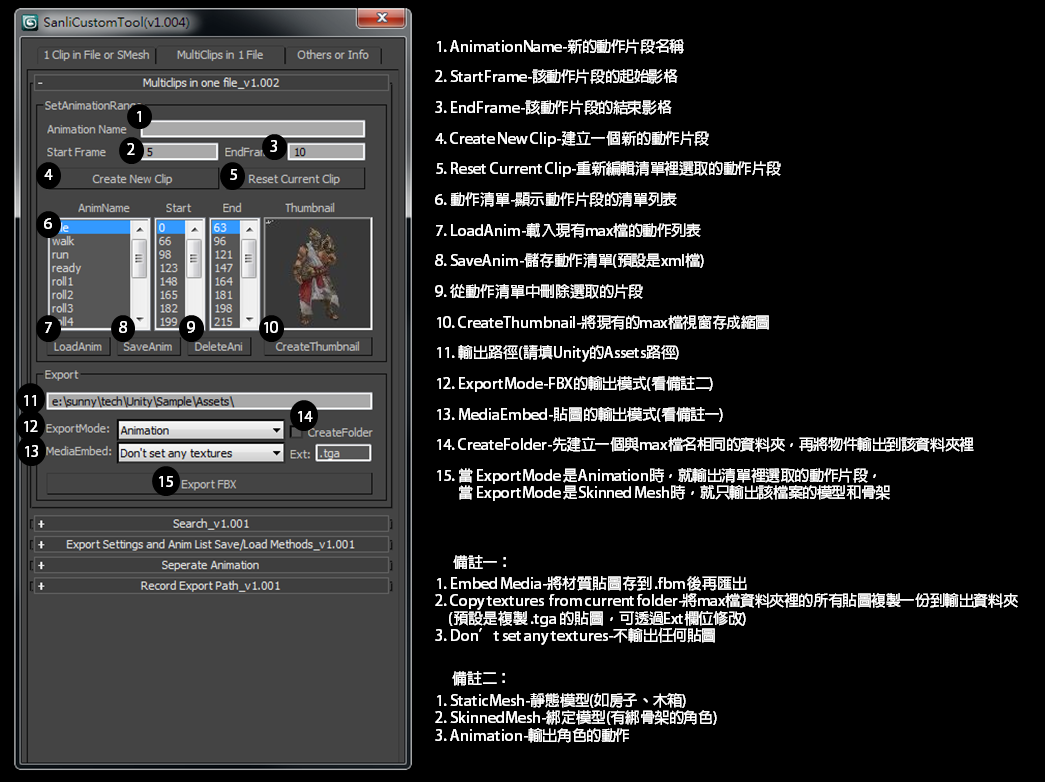 SanliCustomTool(v1.004)
1 Clip in File or SMesh
MultiClips in 1 File
Others or Info
- Multiclips in one file_v1.002
SetAnimationRange
1
Animation Name
Start Frame
2
5
EndFram
3
10
4
Create New Clip
5
Reset Current Clip
AnimName Start End Thumbnail
6
0 63
walk 66 96
run 98 121
ready 123 147
roll1 148 164
roll2 165 181
roll3 182 198
roll4 199 215
7
8
9
10
LoadAnim
SaveAnim
DeleteAni
CreateThumbnail
Export
11
e:\sunny\tech\Unity\Sample\Assets\
12
ExportMode:
Animation
14
CreateFolder
13
MediaEmbed:
Don't set any textures
Ext:
.tga
15
Export FBX
+ Search_v1.001
+ Export Settings and Anim List Save/Load Methods_v1.001
+ Seperate Animation
+ Record Export Path_v1.001
1. AnimationName-新的動作片段名稱
2. StartFrame-該動作片段的起始影格
3. EndFrame-該動作片段的結束影格
4. Create New Clip-建立一個新的動作片段
5. Reset Current Clip-重新編輯清單裡選取的動作片段
6. 動作清單-顯示動作片段的清單列表
7. LoadAnim-載入現有max檔的動作列表
8. SaveAnim-儲存動作清單(預設是xml檔)
9. 從動作清單中刪除選取的片段
10. CreateThumbnail-將現有的max檔視窗存成縮圖
11. 輸出路徑(請填Unity的Assets路徑)
12. ExportMode-FBX的輸出模式(看備註二)
13. MediaEmbed-貼圖的輸出模式(看備註一)
14. CreateFolder-先建立一個與max檔名相同的資料夾，再將物件輸出到該資料夾裡
15. 當 ExportMode是Animation時，就輸出清單裡選取的動作片段，
當 ExportMode 是Skinned Mesh時，就只輸出該檔案的模型和骨架
備註一：
1. Embed Media-將材質貼圖存到 .fbm 後再匯出
2. Copy textures from current folder-將max檔資料夾裡的所有貼圖複製一份到輸出資料夾
(預設是複製 .tga 的貼圖，可透過Ext欄位修改)
3. Don’t set any textures-不輸出任何貼圖
備註二：
1. StaticMesh-靜態模型(如房子、木箱)
2. SkinnedMesh-綁定模型(有綁骨架的角色)
3. Animation-輸出角色的動作